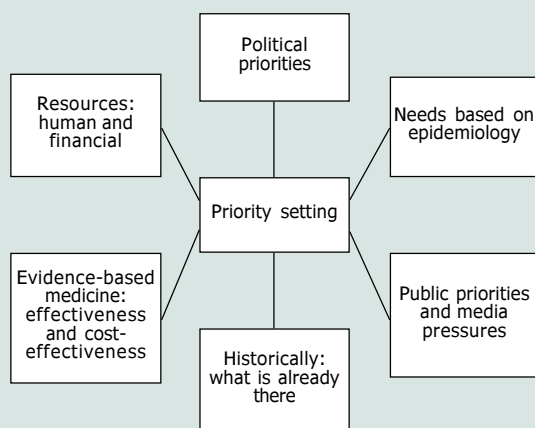 Political
priorities
Resources:
human and
financial
Needs based on
epidemiology
Priority setting
Evidence-based
medicine:
effectiveness
and cost-
effectiveness
Public priorities
and media
pressures
Historically:
what is already
there